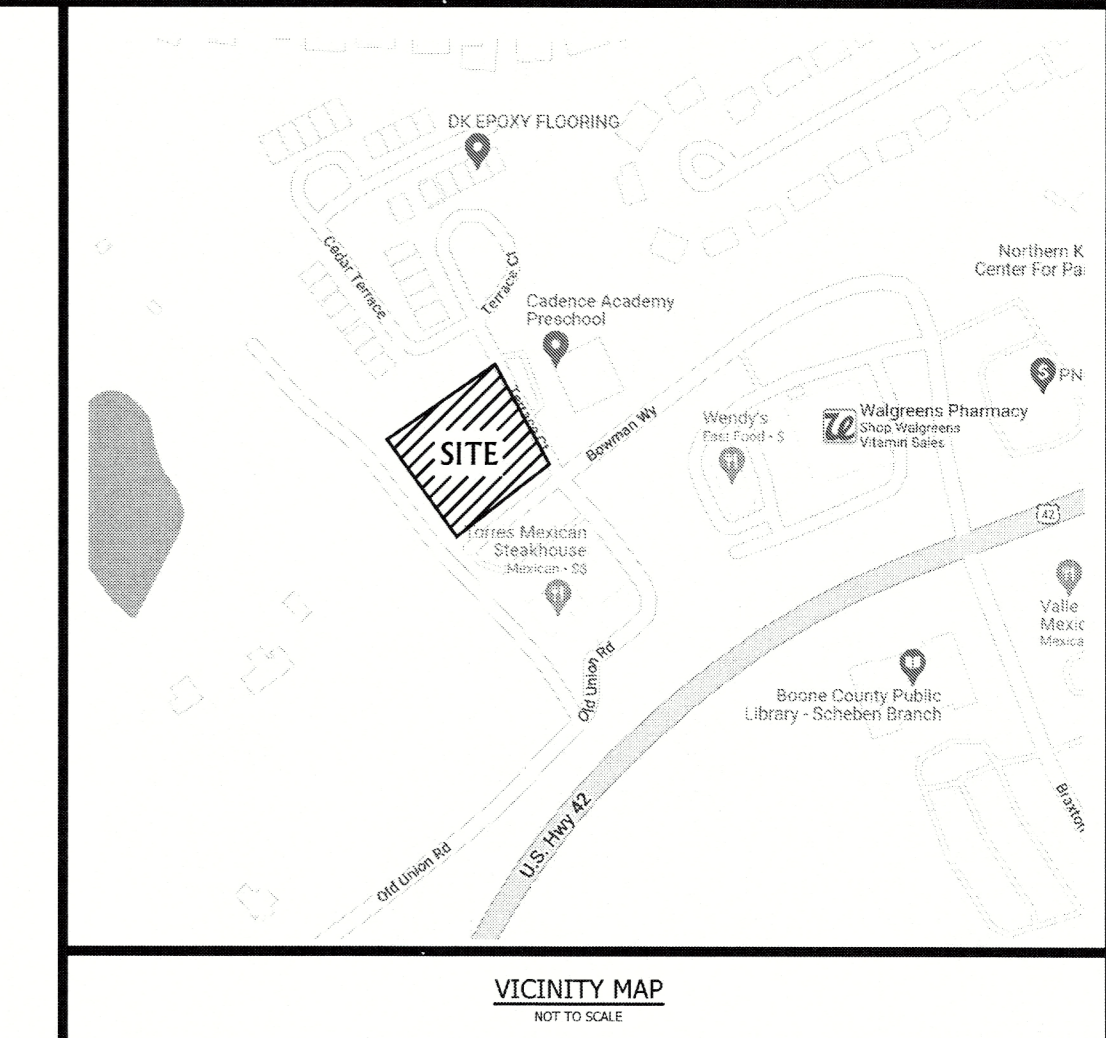 DK EPOXY FLOORING
Cedar Terrace
Terrace Ct
Northern K
Center For Pa
Cadence Academy
Preschool
PN
Terrace Ct
Bowman Wy
Wendy's
Fast Food • $
Walgreens Pharmacy
Shop Walgreens
Vitamin Sales
SITE
42
Torres Mexican
Steakhouse
Mexican • $$
Valle
Mexic
Mexica
Old Union Rd
Boone County Public
Library - Scheben Branch
U.S. Hwy 42
Braxton
Old Union Rd
VICINITY MAP
NOT TO SCALE